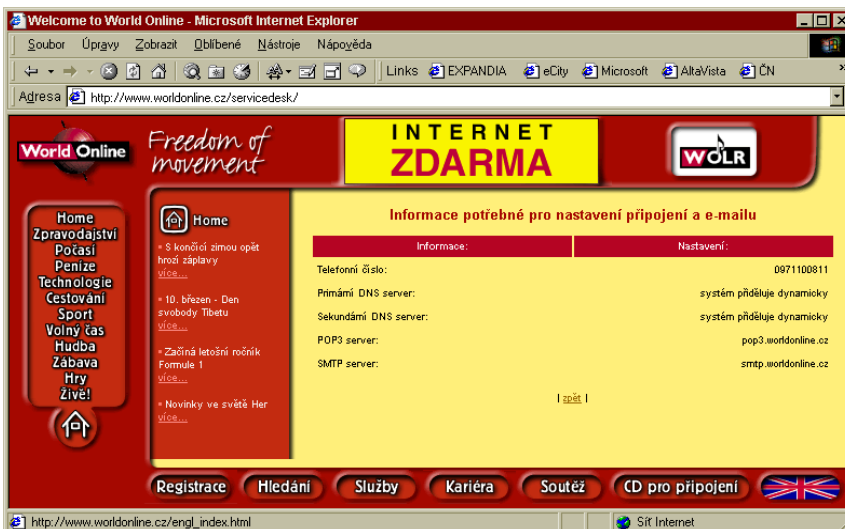 Welcome to World Online - Microsoft Internet Explorer
Soubor Úpravy Zobrazit Oblíbené Nástroje Nápověda
Links EXPANDIA eCity Microsoft AltaVista ČN »
Adresa http://www.worldonline.cz/servicedesk/
World Online
Freedom of
movement
INTERNET
ZDARMA
WOLR
Home
Zpravodajství
Počasí
Peníze
Technologie
Cestování
Sport
Volný čas
Hudba
Zábava
Hry
Živě!
Home
S končící zimou opět
hrozí záplavy
více...
10. březen - Den
svobody Tibetu
více...
Začíná letošní ročník
Formule 1
více...
Novinky ve světě Her
více...
Informace potřebné pro nastavení připojení a e-mailu
Informace: Nastavení:
Telefonní číslo: 0971100811
Primární DNS server: systém přiděluje dynamicky
Sekundární DNS server: systém přiděluje dynamicky
POP3 server: pop3.worldonline.cz
SMTP server: smtp.worldonline.cz
| zpět |
Registrace Hledání Služby Kariéra Soutěž CD pro připojení
http://www.worldonline.cz/engl_index.html Síť Internet